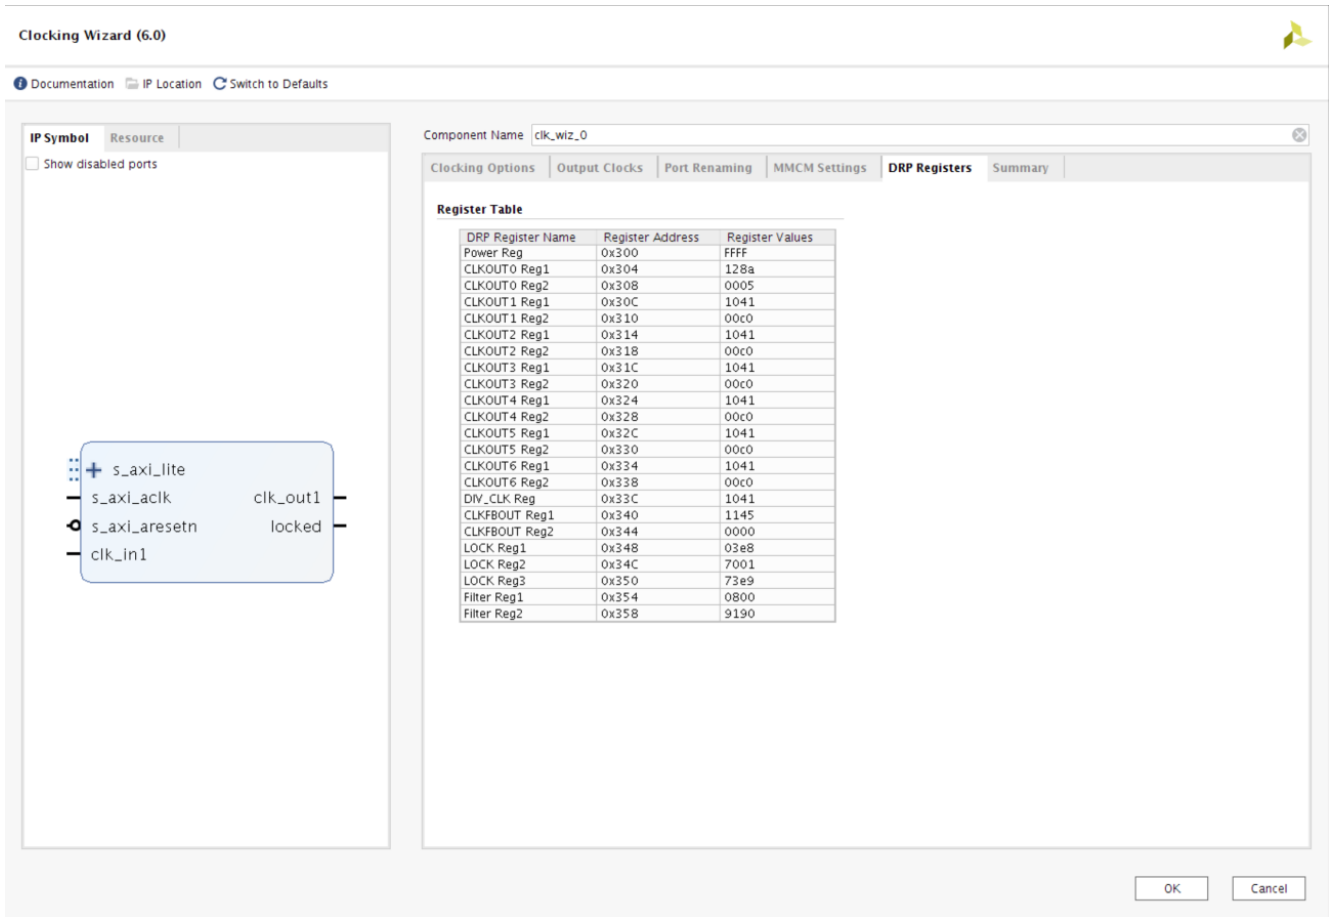 Clocking Wizard (6.0)
Documentation IP Location Switch to Defaults
IP Symbol Resource
Show disabled ports
s_axi_lite
s_axi_aclk clk_out1
s_axi_aresetn locked
clk_in1
Component Name clk_wiz_0
Clocking Options Output Clocks Port Renaming MMCM Settings DRP Registers Summary
Register Table
DRP Register Name Register Address Register Values
Power Reg 0x300 FFFF
CLKOUT0 Reg1 0x304 128a
CLKOUT0 Reg2 0x308 0005
CLKOUT1 Reg1 0x30C 1041
CLKOUT1 Reg2 0x310 00c0
CLKOUT2 Reg1 0x314 1041
CLKOUT2 Reg2 0x318 00c0
CLKOUT3 Reg1 0x31C 1041
CLKOUT3 Reg2 0x320 00c0
CLKOUT4 Reg1 0x324 1041
CLKOUT4 Reg2 0x328 00c0
CLKOUT5 Reg1 0x32C 1041
CLKOUT5 Reg2 0x330 00c0
CLKOUT6 Reg1 0x334 1041
CLKOUT6 Reg2 0x338 00c0
DIV_CLK Reg 0x33C 1041
CLKFBOUT Reg1 0x340 1145
CLKFBOUT Reg2 0x344 0000
LOCK Reg1 0x348 03e8
LOCK Reg2 0x34C 7001
LOCK Reg3 0x350 73e9
Filter Reg1 0x354 0800
Filter Reg2 0x358 9190
OK Cancel